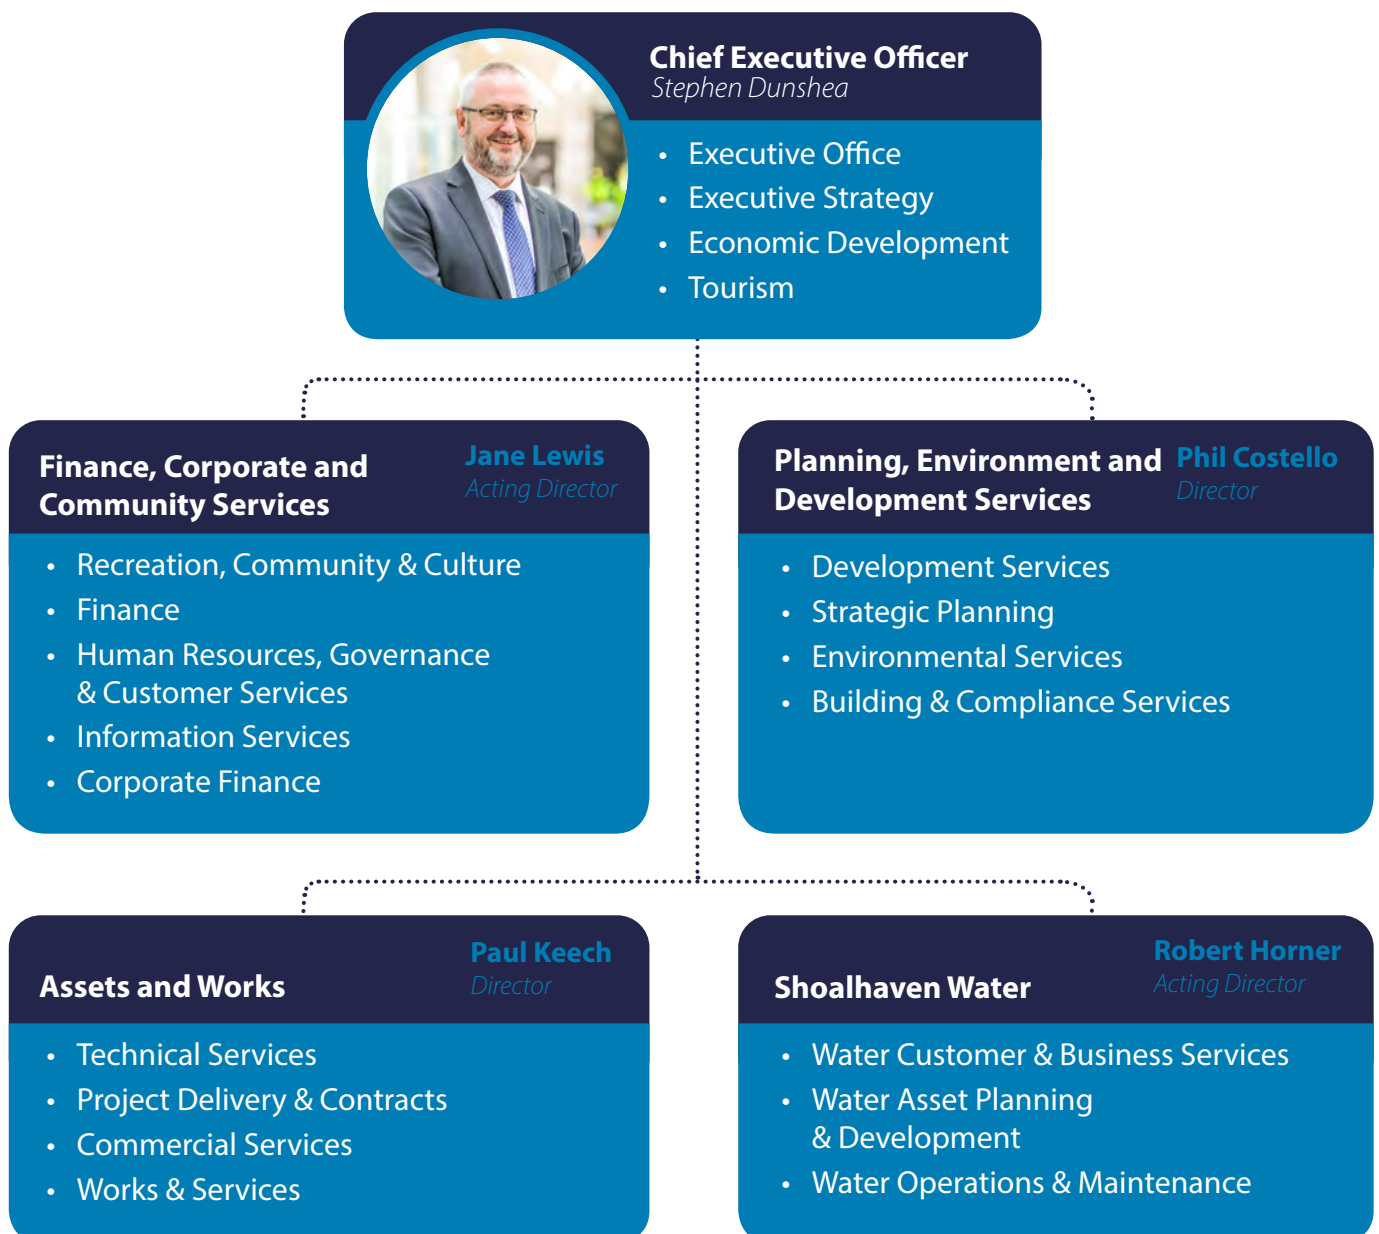 Chief Executive Officer
Stephen Dunshea
• Executive Office
• Executive Strategy
• Economic Development
• Tourism
Finance, Corporate and
Community Services
Jane Lewis
Acting Director
• Recreation, Community & Culture
• Finance
• Human Resources, Governance
& Customer Services
• Information Services
• Corporate Finance
Planning, Environment and
Development Services
Phil Costello
Director
• Development Services
• Strategic Planning
• Environmental Services
• Building & Compliance Services
Assets and Works
Paul Keech
Director
• Technical Services
• Project Delivery & Contracts
• Commercial Services
• Works & Services
Shoalhaven Water
Robert Horner
Acting Director
• Water Customer & Business Services
• Water Asset Planning
& Development
• Water Operations & Maintenance